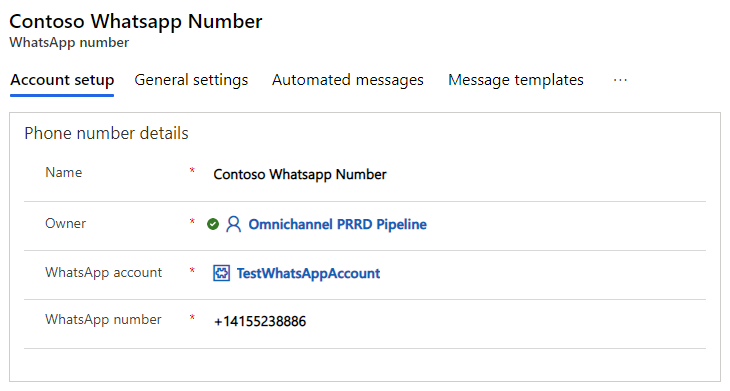 Contoso Whatsapp Number
WhatsApp number
Account setup General settings Automated messages Message templates ...
Phone number details
Name * Contoso Whatsapp Number
Owner * Omnichannel PRRD Pipeline
WhatsApp account * TestWhatsAppAccount
WhatsApp number * +14155238886